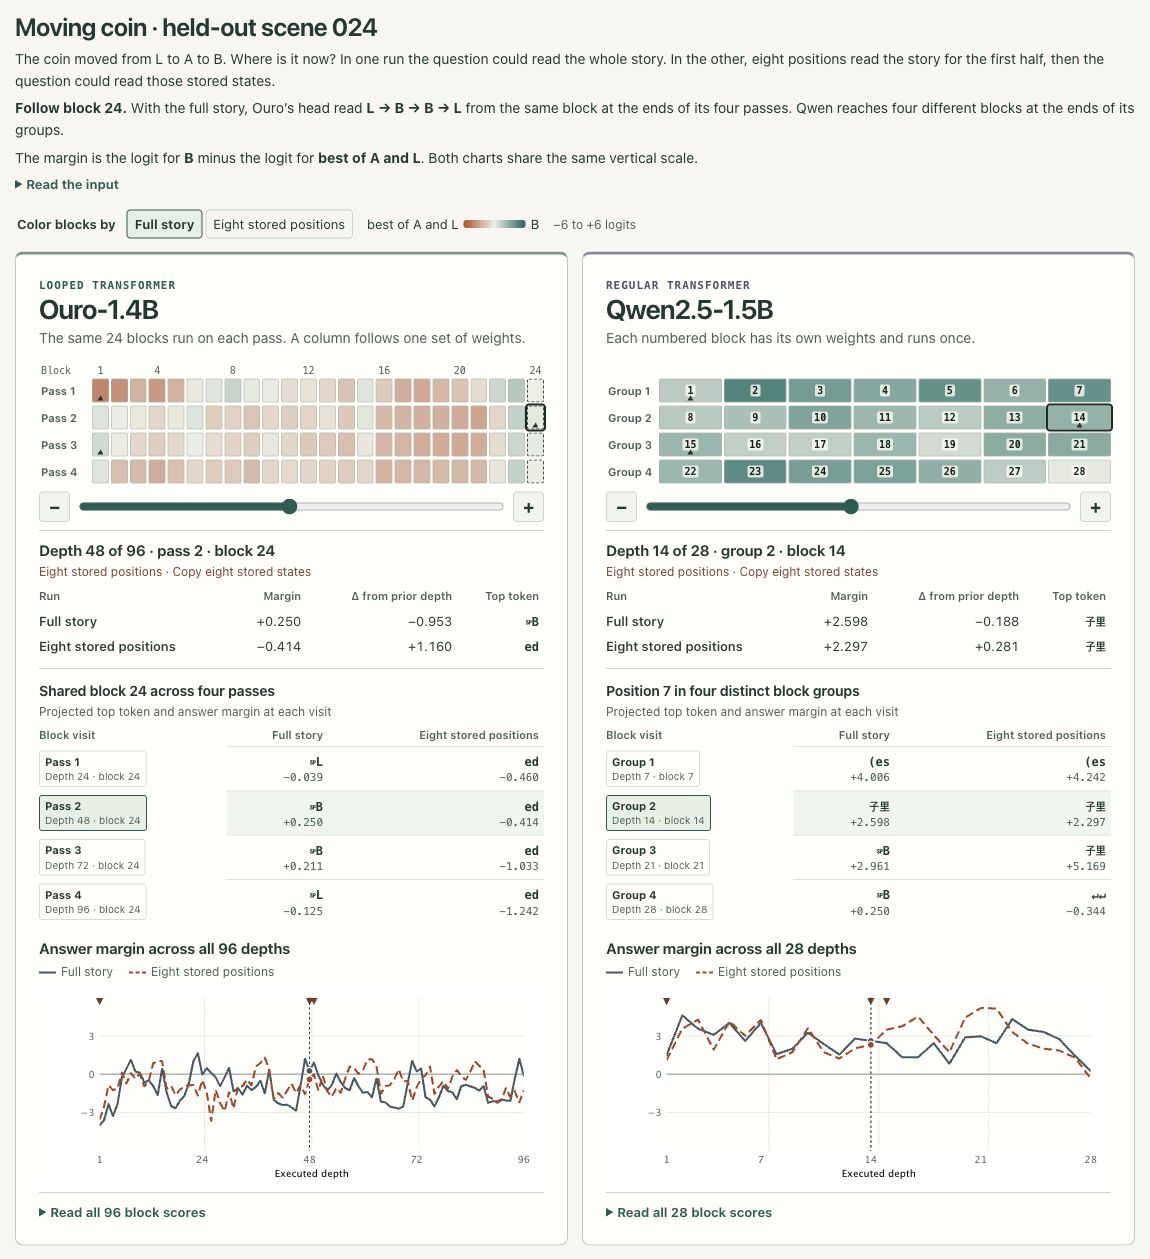 Moving coin · held-out scene 024
The coin moved from L to A to B. Where is it now? In one run the question could read the whole story. In the other, eight positions read the story for the first half, then the
question could read those stored states.
Follow block 24. With the full story, Ouro's head read L → B → B → L from the same block at the ends of its four passes. Qwen reaches four different blocks at the ends of its
groups.
The margin is the logit for B minus the logit for best of A and L. Both charts share the same vertical scale.
Read the input
Color blocks by Full story Eight stored positions best of A and L B −6 to +6 logits
LOOPED TRANSFORMER
Ouro-1.4B
The same 24 blocks run on each pass. A column follows one set of weights.
Block 1 4 8 12 16 20 24
Pass 1
Pass 2
Pass 3
Pass 4
− +
Depth 48 of 96 · pass 2 · block 24
Eight stored positions · Copy eight stored states
Run Margin Δ from prior depth Top token
Full story +0.250 −0.953 SPB
Eight stored positions −0.414 +1.160 ed
Shared block 24 across four passes
Projected top token and answer margin at each visit
Block visit Full story Eight stored positions
Pass 1 SPL ed
Depth 24 · block 24 −0.039 −0.460
Pass 2 SPB ed
Depth 48 · block 24 +0.250 −0.414
Pass 3 SPB ed
Depth 72 · block 24 +0.211 −1.033
Pass 4 SPL ed
Depth 96 · block 24 −0.125 −1.242
Answer margin across all 96 depths
Full story Eight stored positions
3
0
−3
1 24 48 72 96
Executed depth
Read all 96 block scores
REGULAR TRANSFORMER
Qwen2.5-1.5B
Each numbered block has its own weights and runs once.
Group 1 1 2 3 4 5 6 7
Group 2 8 9 10 11 12 13 14
Group 3 15 16 17 18 19 20 21
Group 4 22 23 24 25 26 27 28
− +
Depth 14 of 28 · group 2 · block 14
Eight stored positions · Copy eight stored states
Run Margin Δ from prior depth Top token
Full story +2.598 −0.188 子里
Eight stored positions +2.297 +0.281 子里
Position 7 in four distinct block groups
Projected top token and answer margin at each visit
Block visit Full story Eight stored positions
Group 1 (es (es
Depth 7 · block 7 +4.006 +4.242
Group 2 子里 子里
Depth 14 · block 14 +2.598 +2.297
Group 3 SPB 子里
Depth 21 · block 21 +2.961 +5.169
Group 4 SPB ↵↵
Depth 28 · block 28 +0.250 −0.344
Answer margin across all 28 depths
Full story Eight stored positions
3
0
−3
1 7 14 21 28
Executed depth
Read all 28 block scores